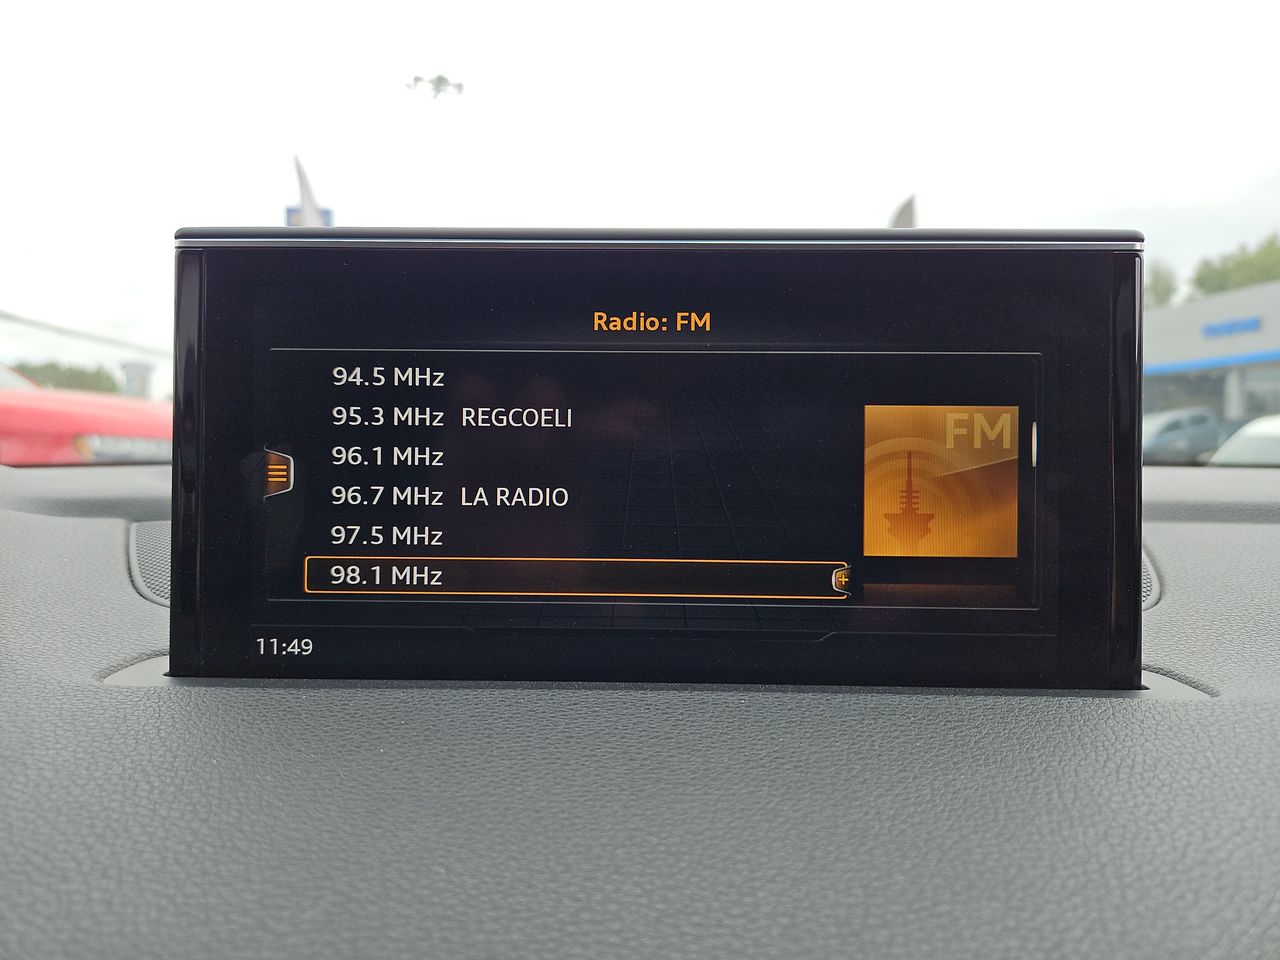 Radio: FM
94.5 MHz
95.3 MHz REGCOELI
96.1 MHz
96.7 MHz LA RADIO
97.5 MHz
98.1 MHz
FM
11:49